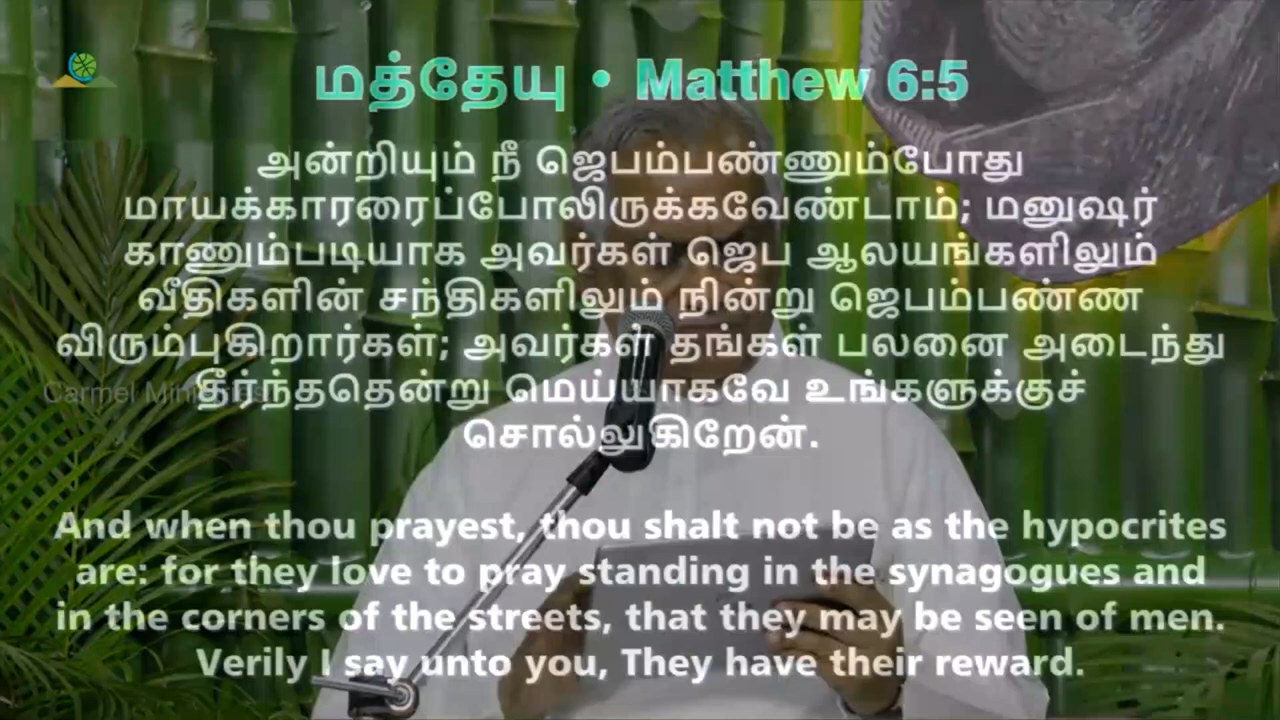 மத்தேயு • Matthew 6:5
அன்றியும் நீ ஜெபம்பண்ணும்போது
மாயக்காரரைப்போலிருக்கவேண்டாம்; மனுஷர்
காணும்படியாக அவர்கள் ஜெப ஆலயங்களிலும்
வீதிகளின் சந்திகளிலும் நின்று ஜெபம்பண்ண
விரும்புகிறார்கள்; அவர்கள் தங்கள் பலனை அடைந்து
தீர்ந்ததென்று மெய்யாகவே உங்களுக்குச்
சொல்லுகிறேன்.
Carmel
And when thou prayest, thou shalt not be as the hypocrites
are: for they love to pray standing in the synagogues and
in the corners of the streets, that they may be seen of men.
Verily I say unto you, They have their reward.